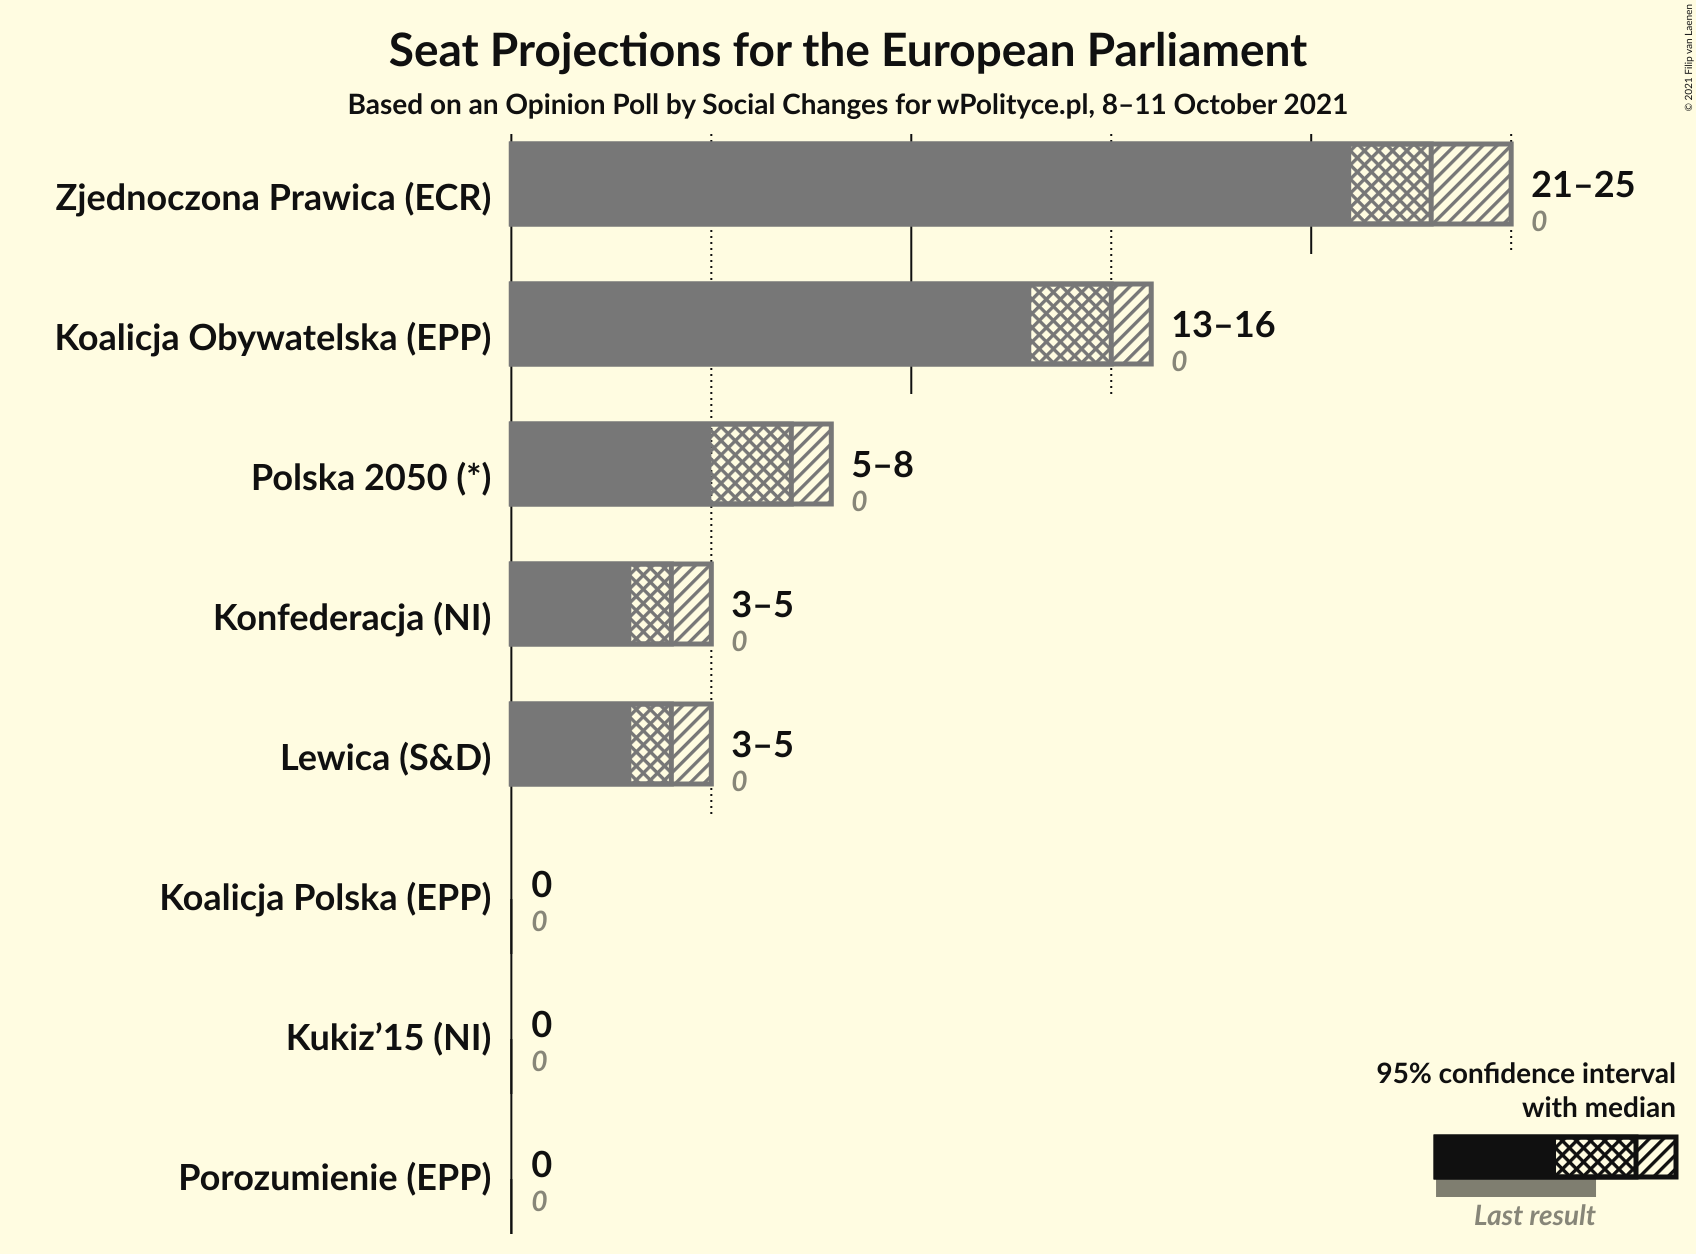 Seat Projections for the European Parliament
Based on an Opinion Poll by Social Changes for wPolityce.pl, 8–11 October 2021
© 2021 Filip van Laenen
Zjednoczona Prawica (ECR)
21–25
0
Koalicja Obywatelska (EPP)
13–16
0
Polska 2050 (*)
5–8
0
Konfederacja (NI)
3–5
0
Lewica (S&D)
3–5
0
Koalicja Polska (EPP)
0
0
Kukiz’15 (NI)
0
0
Porozumienie (EPP)
0
0
95% confidence interval
with median
Last result